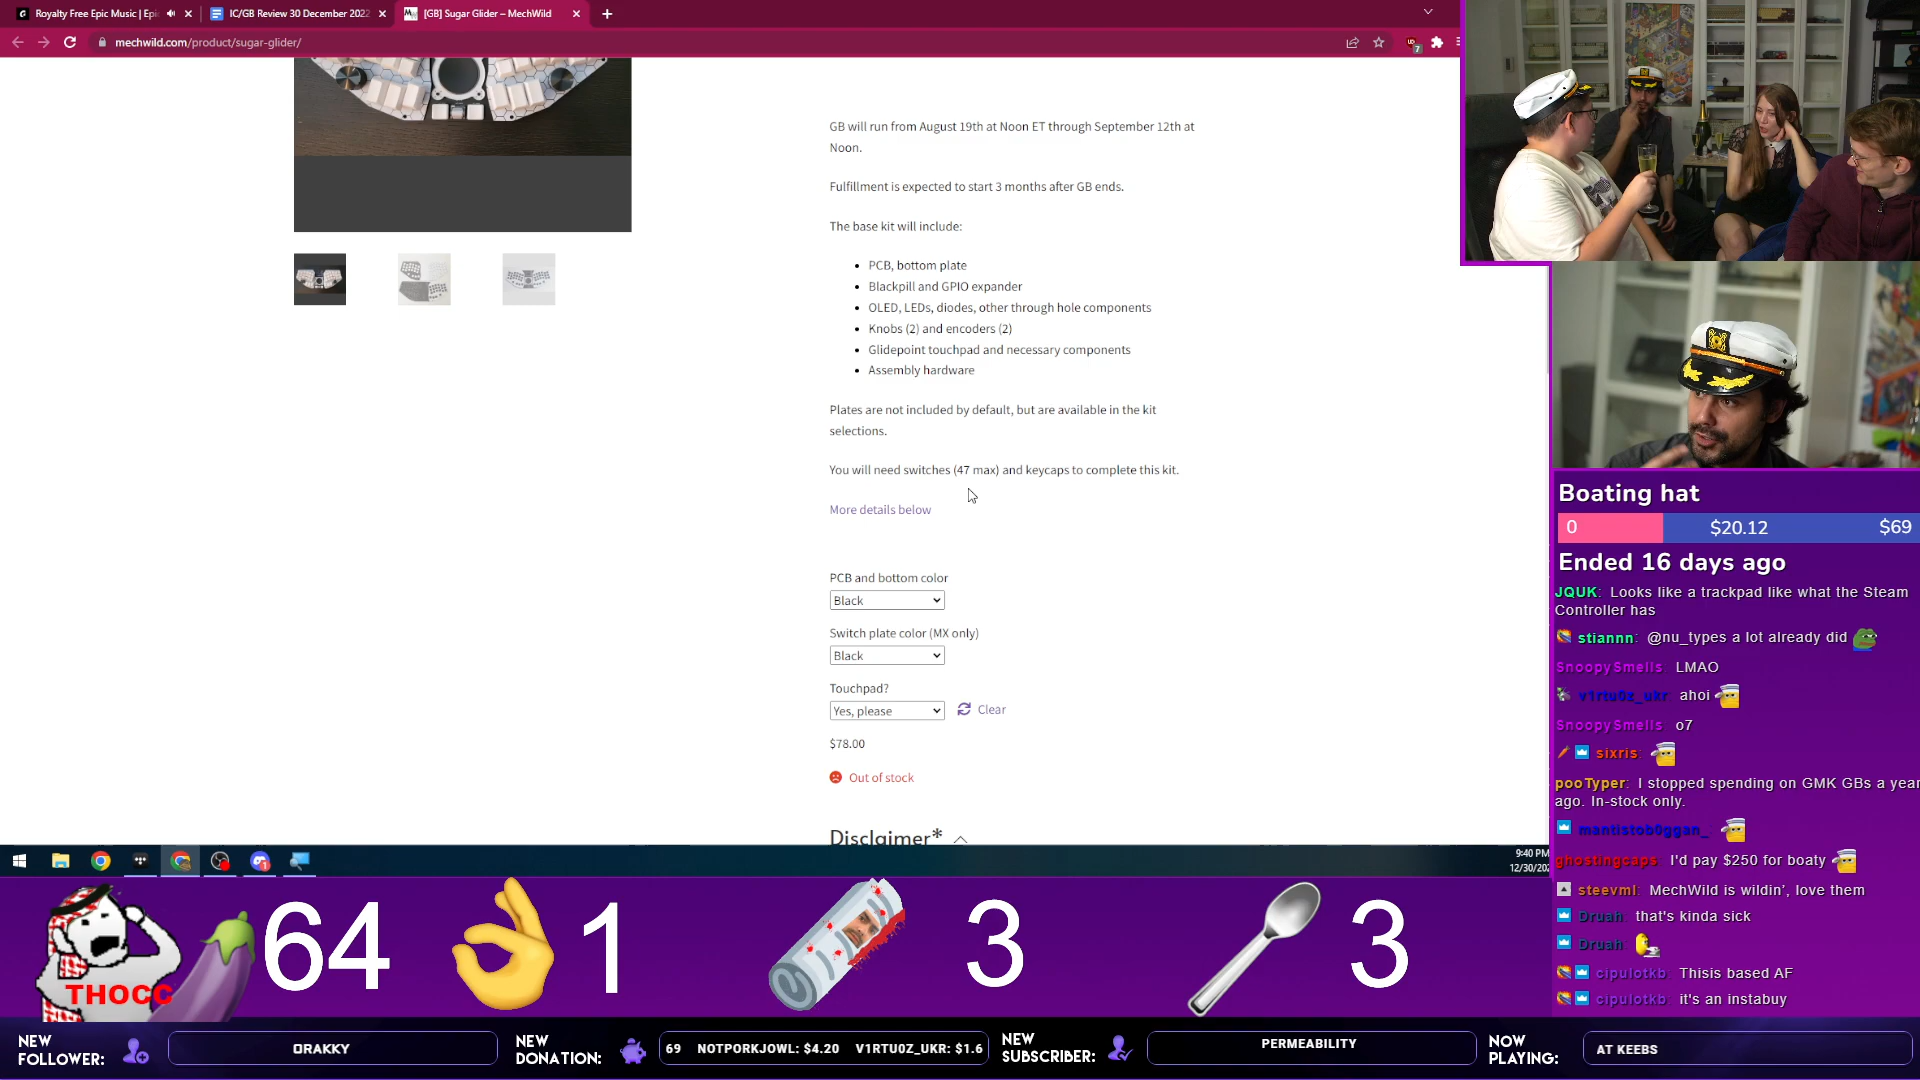 Royalty Free Epic Music | Epi
IC/GB Review 30 December 2022
[GB] Sugar Glider – MechWild
mechwild.com/product/sugar-glider/
7
GB will run from August 19th at Noon ET through September 12th at
Noon.
Fulfillment is expected to start 3 months after GB ends.
The base kit will include:
PCB, bottom plate
Blackpill and GPIO expander
OLED, LEDs, diodes, other through hole components
Knobs (2) and encoders (2)
Glidepoint touchpad and necessary components
Assembly hardware
Plates are not included by default, but are available in the kit
selections.
You will need switches (47 max) and keycaps to complete this kit.
More details below
PCB and bottom color
Black
Switch plate color (MX only)
Black
Touchpad?
Yes, please
Clear
$78.00
Out of stock
Disclaimer*
9:40 PM
12/30/202
Boating hat
0 $20.12 $69
Ended 16 days ago
JQUK: Looks like a trackpad like what the Steam
Controller has
stiannn: @nu_types a lot already did
SnoopySmells: LMAO
v1rtu0z_ukr: ahoi
SnoopySmells: o7
sixris:
pooTyper: I stopped spending on GMK GBs a year
ago. In-stock only.
mantistob0ggan_:
ghostingcaps: I'd pay $250 for boaty
steevml: MechWild is wildin', love them
Druah: that's kinda sick
Druah:
cipulotkb: Thisis based AF
cipulotkb: it's an instabuy
THOCC
64
1
3
3
NEW
FOLLOWER:
ORAKKY
NEW
DONATION:
69 NOTPORKJOWL: $4.20 V1RTU0Z_UKR: $1.6
NEW
SUBSCRIBER:
PERMEABILITY
NOW
PLAYING:
AT KEEBS